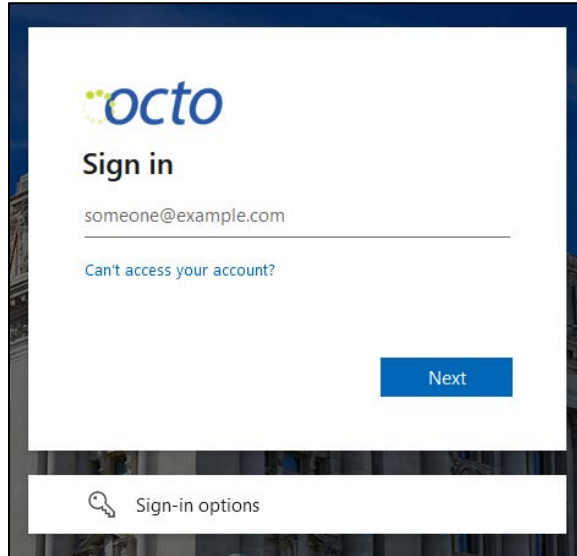 octo
Sign in
someone@example.com
Can't access your account?
Next
Sign-in options